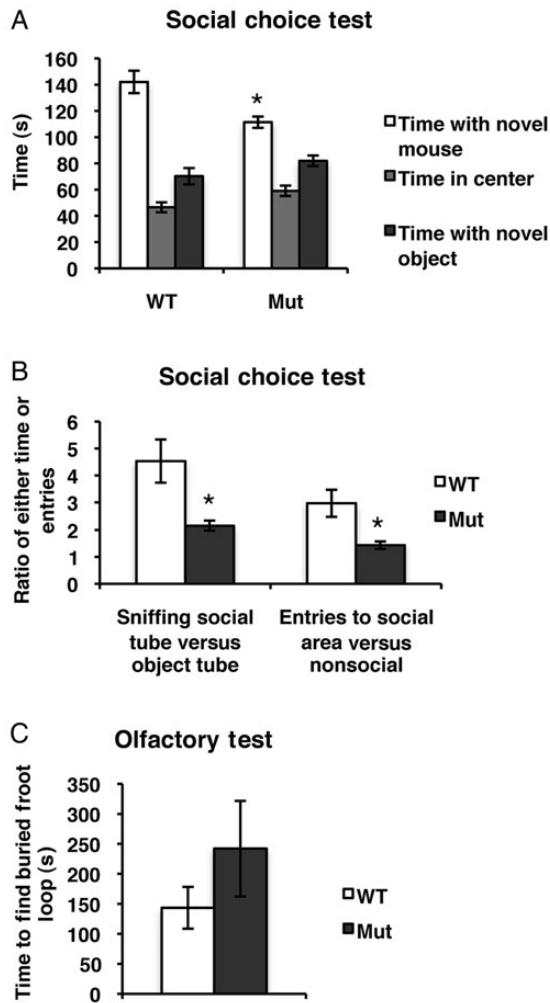 A
Social choice test
Time (s)
160
140
120
100
80
60
40
20
0
*
WT
Mut
Time with novel
mouse
Time in center
Time with novel
object
B
Social choice test
Ratio of either time or
entries
6
5
4
3
2
1
0
*
*
WT
Mut
Sniffing social
tube versus
object tube
Entries to social
area versus
nonsocial
C
Olfactory test
Time to find buried froot
loop (s)
350
300
250
200
150
100
50
0
WT
Mut